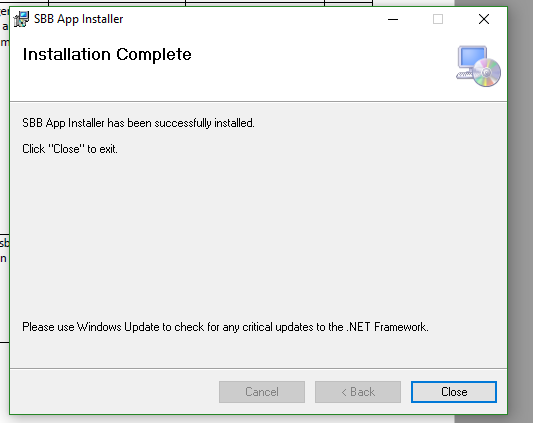 SBB App Installer
Installation Complete
SBB App Installer has been successfully installed.
Click "Close" to exit.
Please use Windows Update to check for any critical updates to the .NET Framework.
Cancel
< Back
Close